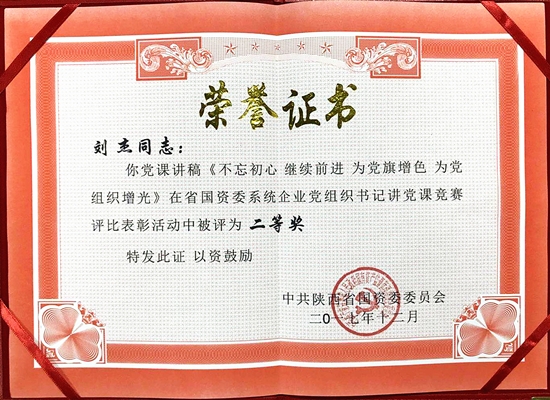 荣誉证书
刘杰同志：
你党课讲稿《不忘初心 继续前进 为党旗增色 为党
组织增光》在省国资委系统企业党组织书记讲党课竞赛
评比表彰活动中被评为 二等奖
特发此证 以资鼓励
中共陕西省国资委委员会
二0一七年十二月